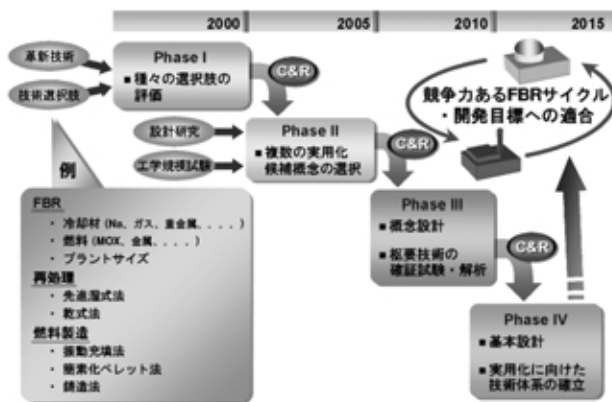 2000
2005
2010
2015
革新技術
技術選択肢
Phase I
■ 種々の選択肢の
評価
C&R
設計研究
工学規模試験
Phase II
■ 複数の実用化
候補概念の選択
C&R
競争力あるFBRサイクル
・開発目標への適合
Phase III
■ 概念設計
■ 枢要技術の
確証試験・解析
C&R
Phase IV
■ 基本設計
■ 実用化に向けた
技術体系の確立
例
FBR
・ 冷却材 (Na、ガス、重金属、．．．．)
・ 燃料 (MOX、金属、．．．．)
・ プラントサイズ
再処理
・ 先進湿式法
・ 乾式法
燃料製造
・ 振動充填法
・ 簡素化ペレット法
・ 鋳造法